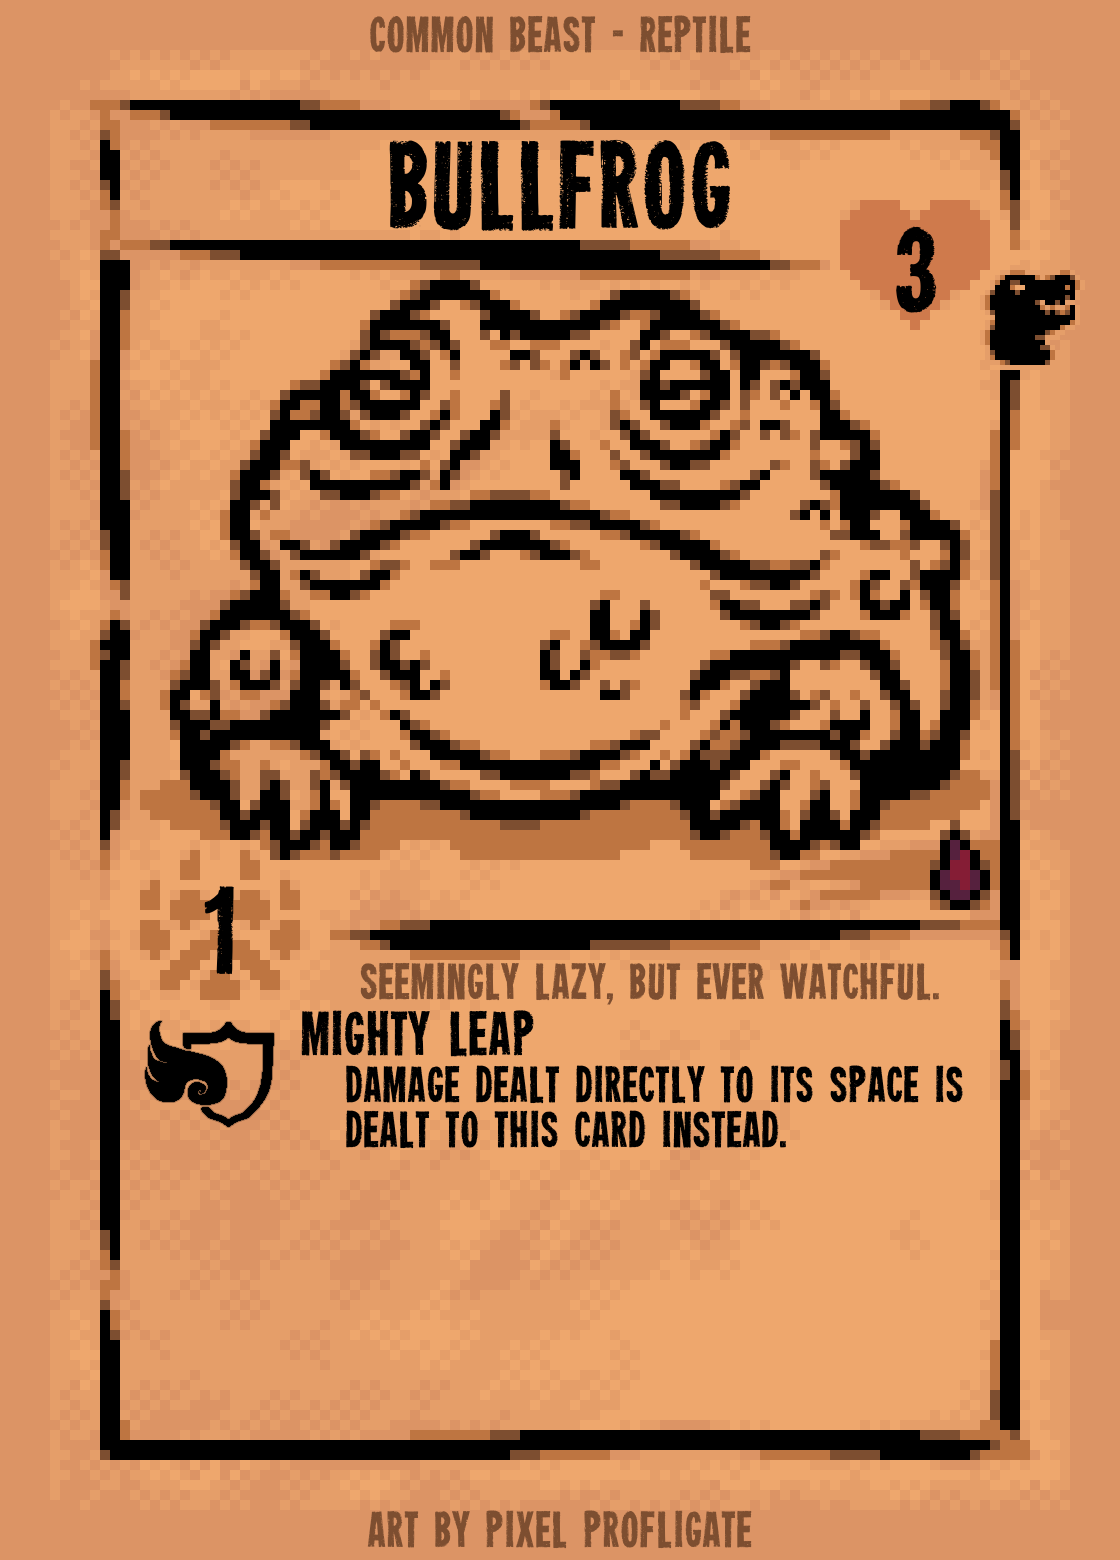 COMMON BEAST - REPTILE
BULLFROG
3
1
SEEMINGLY LAZY, BUT EVER WATCHFUL.
MIGHTY LEAP
DAMAGE DEALT DIRECTLY TO ITS SPACE IS
DEALT TO THIS CARD INSTEAD.
ART BY PIXEL PROFLIGATE